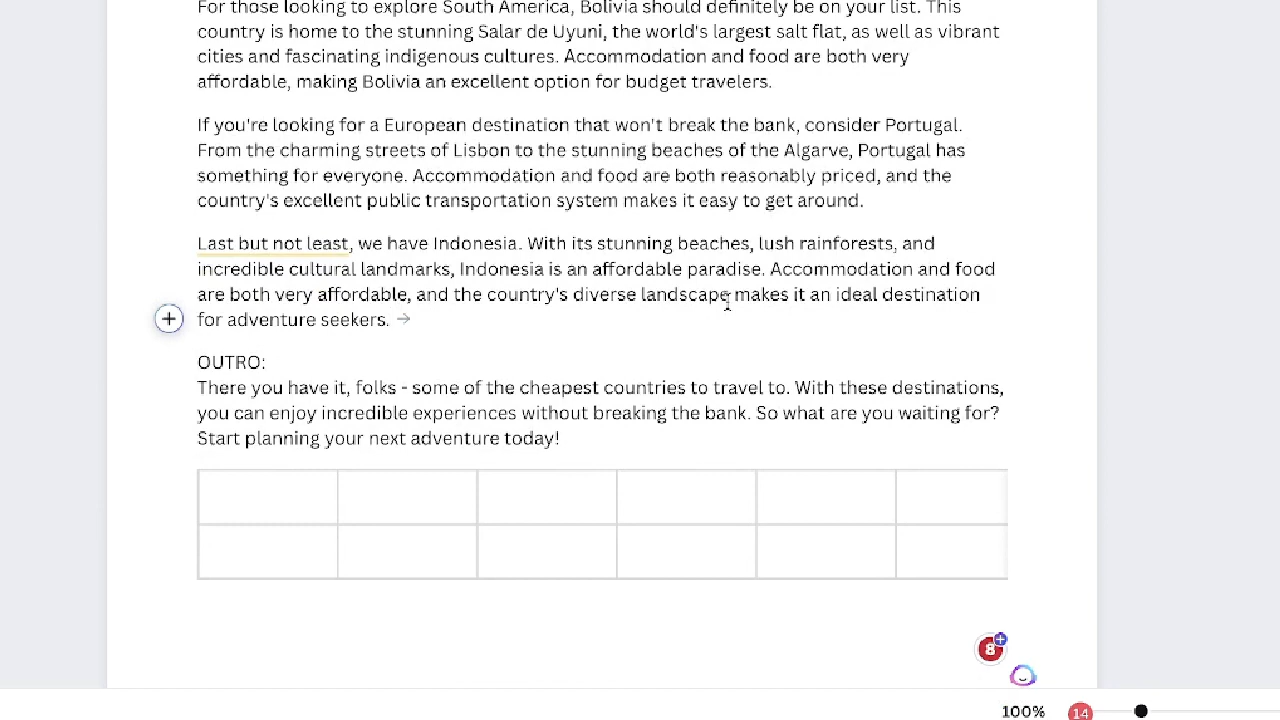 For those looking to explore South America, Bolivia should definitely be on your list. This
country is home to the stunning Salar de Uyuni, the world's largest salt flat, as well as vibrant
cities and fascinating indigenous cultures. Accommodation and food are both very
affordable, making Bolivia an excellent option for budget travelers.
If you're looking for a European destination that won't break the bank, consider Portugal.
From the charming streets of Lisbon to the stunning beaches of the Algarve, Portugal has
something for everyone. Accommodation and food are both reasonably priced, and the
country's excellent public transportation system makes it easy to get around.
Last but not least, we have Indonesia. With its stunning beaches, lush rainforests, and
incredible cultural landmarks, Indonesia is an affordable paradise. Accommodation and food
are both very affordable, and the country's diverse landscape makes it an ideal destination
for adventure seekers. →
OUTRO:
There you have it, folks - some of the cheapest countries to travel to. With these destinations,
you can enjoy incredible experiences without breaking the bank. So what are you waiting for?
Start planning your next adventure today!
8
100% 14